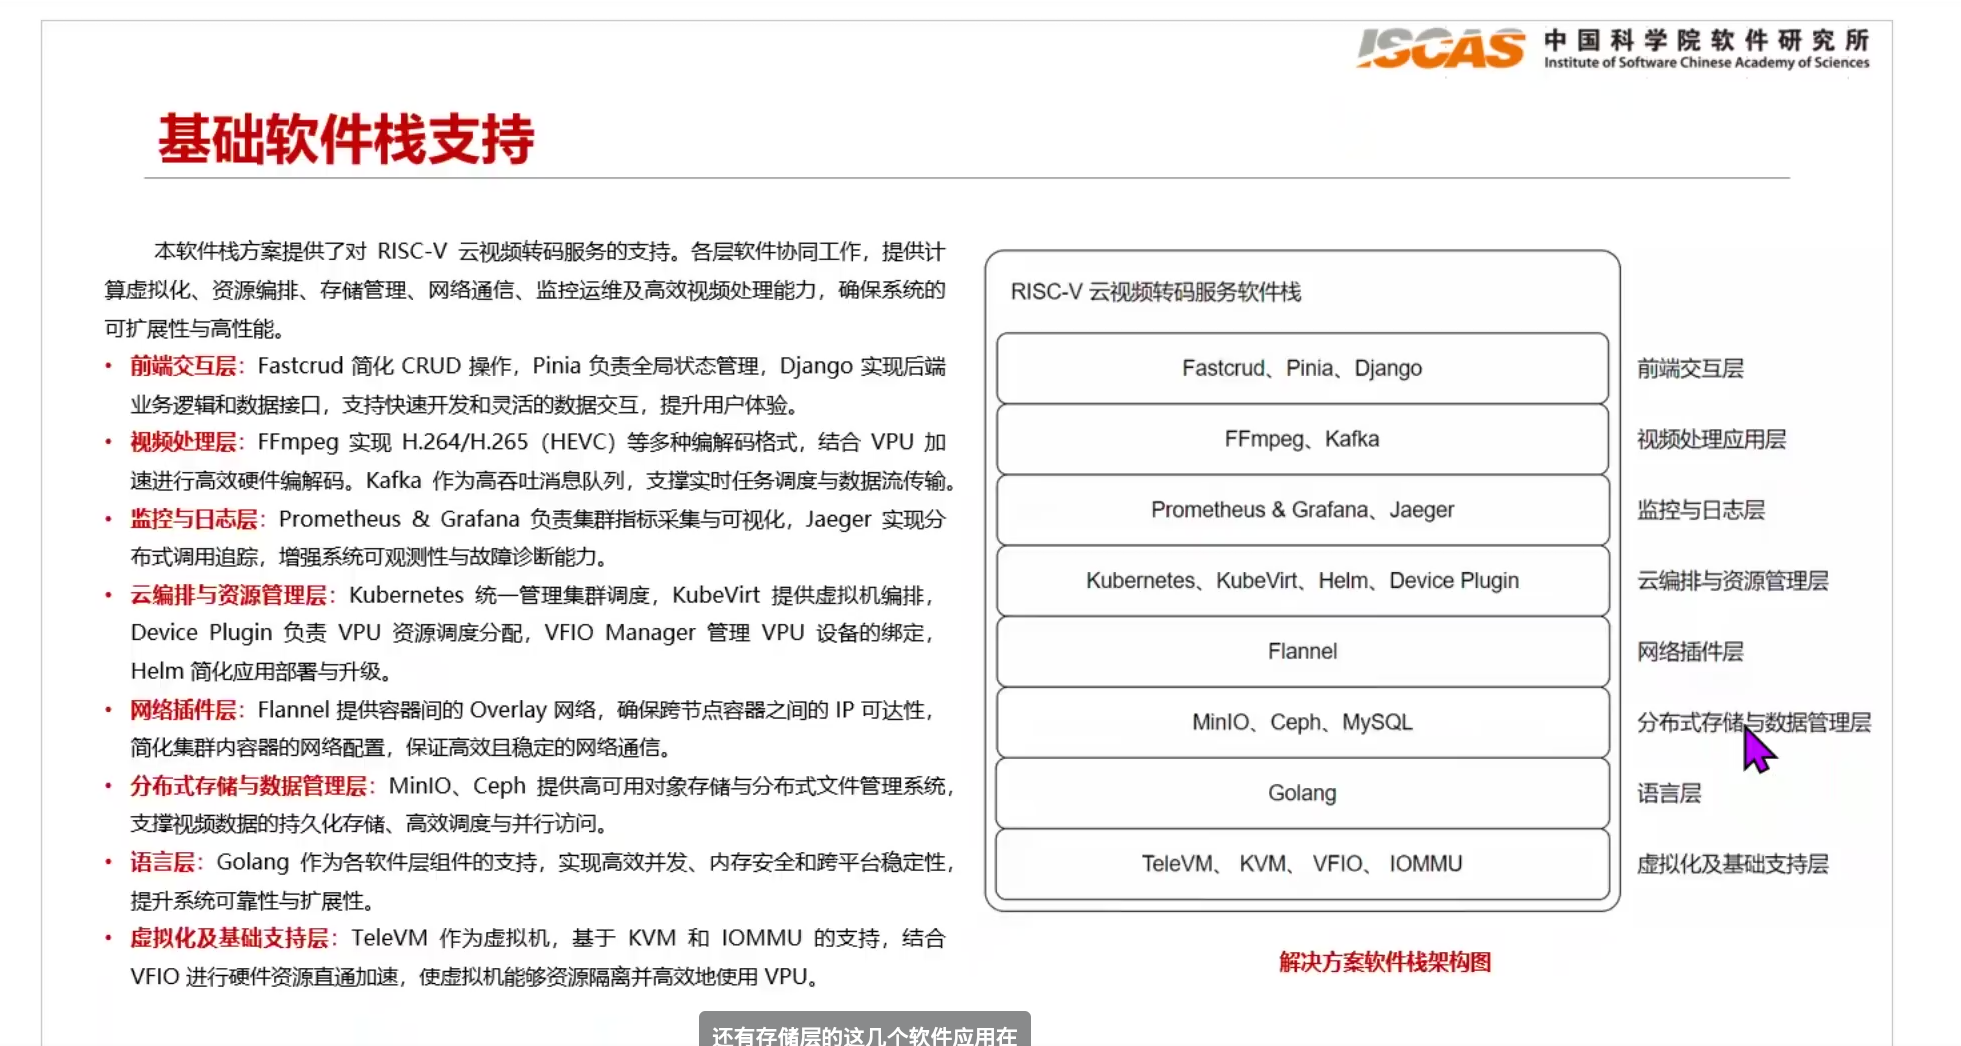 ISCAS 中国科学院软件研究所
Institute of Software Chinese Academy of Sciences
基础软件栈支持
本软件栈方案提供了对 RISC-V 云视频转码服务的支持。各层软件协同工作，提供计
算虚拟化、资源编排、存储管理、网络通信、监控运维及高效视频处理能力，确保系统的
可扩展性与高性能。
• 前端交互层：Fastcrud 简化 CRUD 操作，Pinia 负责全局状态管理，Django 实现后端
业务逻辑和数据接口，支持快速开发和灵活的数据交互，提升用户体验。
• 视频处理层：FFmpeg 实现 H.264/H.265（HEVC）等多种编解码格式，结合 VPU 加
速进行高效硬件编解码。Kafka 作为高吞吐消息队列，支撑实时任务调度与数据流传输。
• 监控与日志层：Prometheus & Grafana 负责集群指标采集与可视化，Jaeger 实现分
布式调用追踪，增强系统可观测性与故障诊断能力。
• 云编排与资源管理层：Kubernetes 统一管理集群调度，KubeVirt 提供虚拟机编排，
Device Plugin 负责 VPU 资源调度分配，VFIO Manager 管理 VPU 设备的绑定，
Helm 简化应用部署与升级。
• 网络插件层：Flannel 提供容器间的 Overlay 网络，确保跨节点容器之间的 IP 可达性，
简化集群内容器的网络配置，保证高效且稳定的网络通信。
• 分布式存储与数据管理层：MinIO、Ceph 提供高可用对象存储与分布式文件管理系统，
支撑视频数据的持久化存储、高效调度与并行访问。
• 语言层：Golang 作为各软件层组件的支持，实现高效并发、内存安全和跨平台稳定性，
提升系统可靠性与扩展性。
• 虚拟化及基础支持层：TeleVM 作为虚拟机，基于 KVM 和 IOMMU 的支持，结合
VFIO 进行硬件资源直通加速，使虚拟机能够资源隔离并高效地使用 VPU。
RISC-V 云视频转码服务软件栈
Fastcrud、Pinia、Django 前端交互层
FFmpeg、Kafka 视频处理应用层
Prometheus & Grafana、Jaeger 监控与日志层
Kubernetes、KubeVirt、Helm、Device Plugin 云编排与资源管理层
Flannel 网络插件层
MinIO、Ceph、MySQL 分布式存储与数据管理层
Golang 语言层
TeleVM、 KVM、 VFIO、 IOMMU 虚拟化及基础支持层
解决方案软件栈架构图
还有存储层的这几个软件应用在